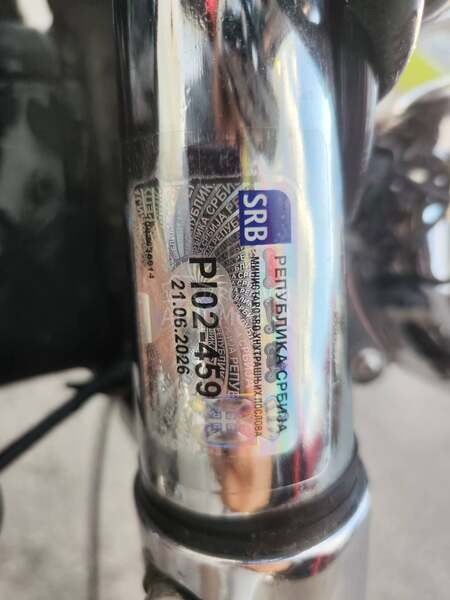 SRB
РЕПУБЛИКА СРБИЈА
МИНИСТАРСТВО УНУТРАШЊИХ ПОСЛОВА
PI02-459
21.06.2026